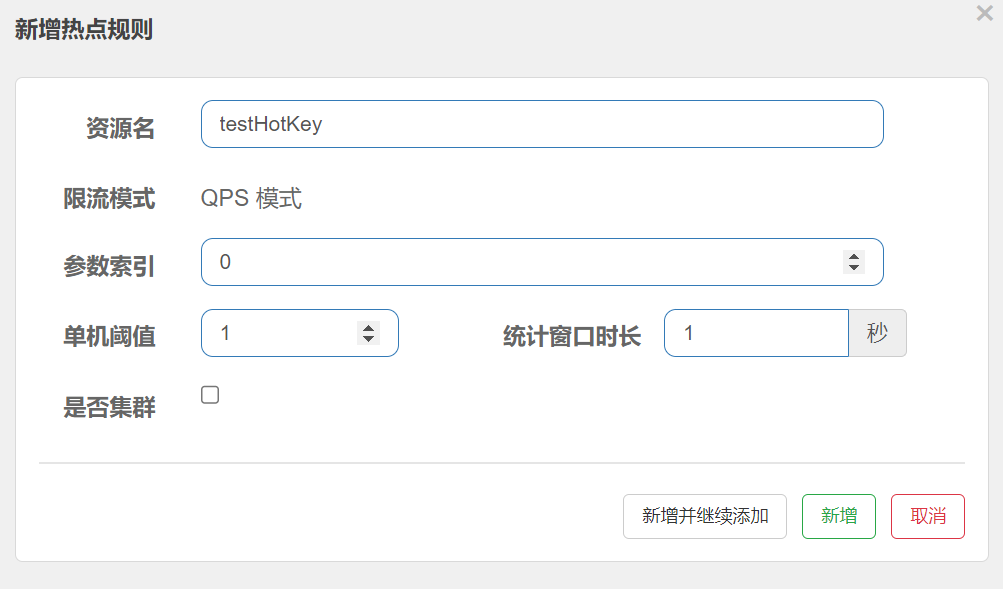 新增热点规则
资源名 testHotKey
限流模式 QPS 模式
参数索引 0
单机阈值 1 统计窗口时长 1 秒
是否集群
新增并继续添加 新增 取消